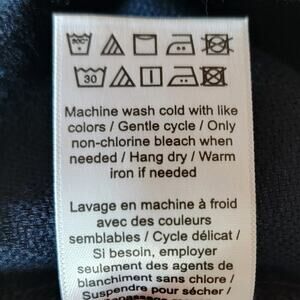 30
Machine wash cold with like
colors / Gentle cycle / Only
non-chlorine bleach when
needed / Hang dry / Warm
iron if needed
Lavage en machine à froid
avec des couleurs
semblables / Cycle délicat /
Si besoin, employer
seulement des agents de
blanchiment sans chlore /
Suspendre pour sécher /